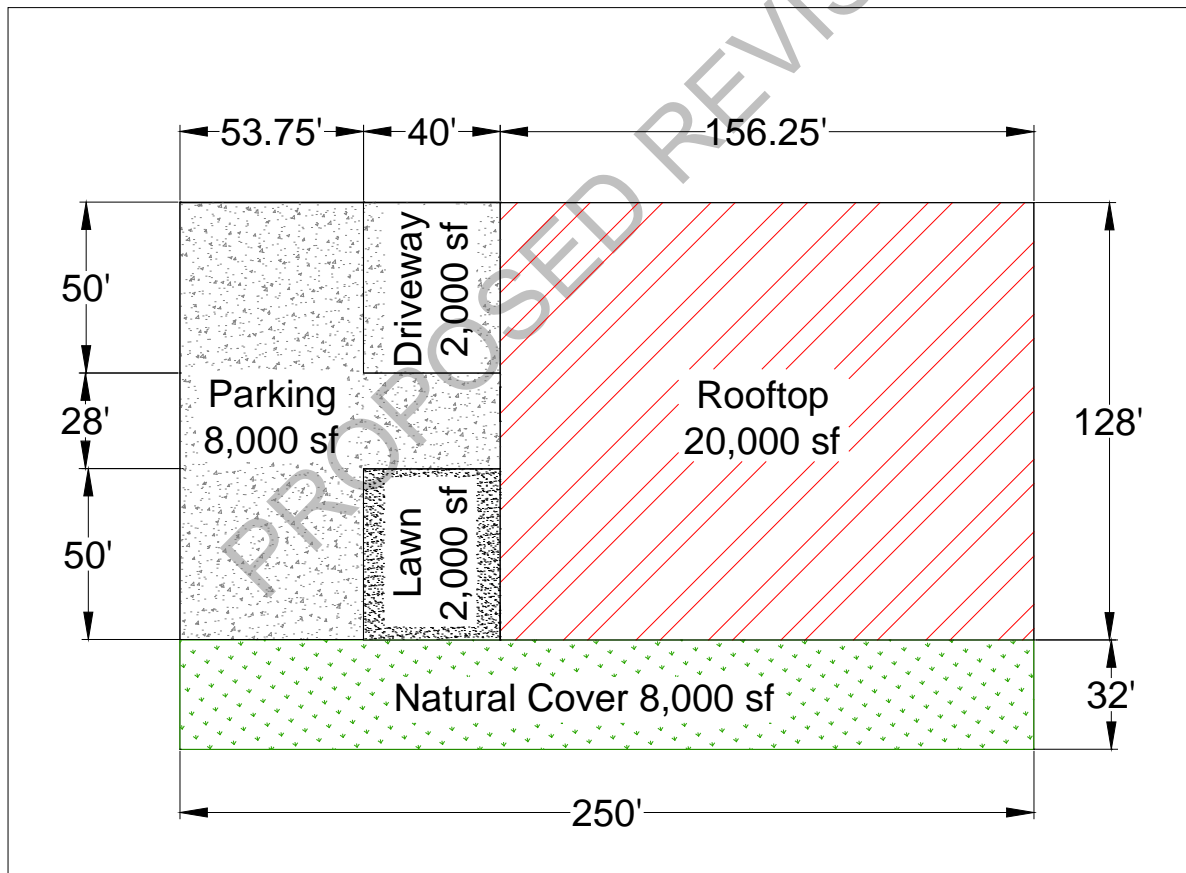 53.75'
40'
156.25'
50'
28'
50'
Driveway
2,000 sf
Parking
8,000 sf
Lawn
2,000 sf
Rooftop
20,000 sf
128'
32'
Natural Cover 8,000 sf
250'
PROPOSED REVIS